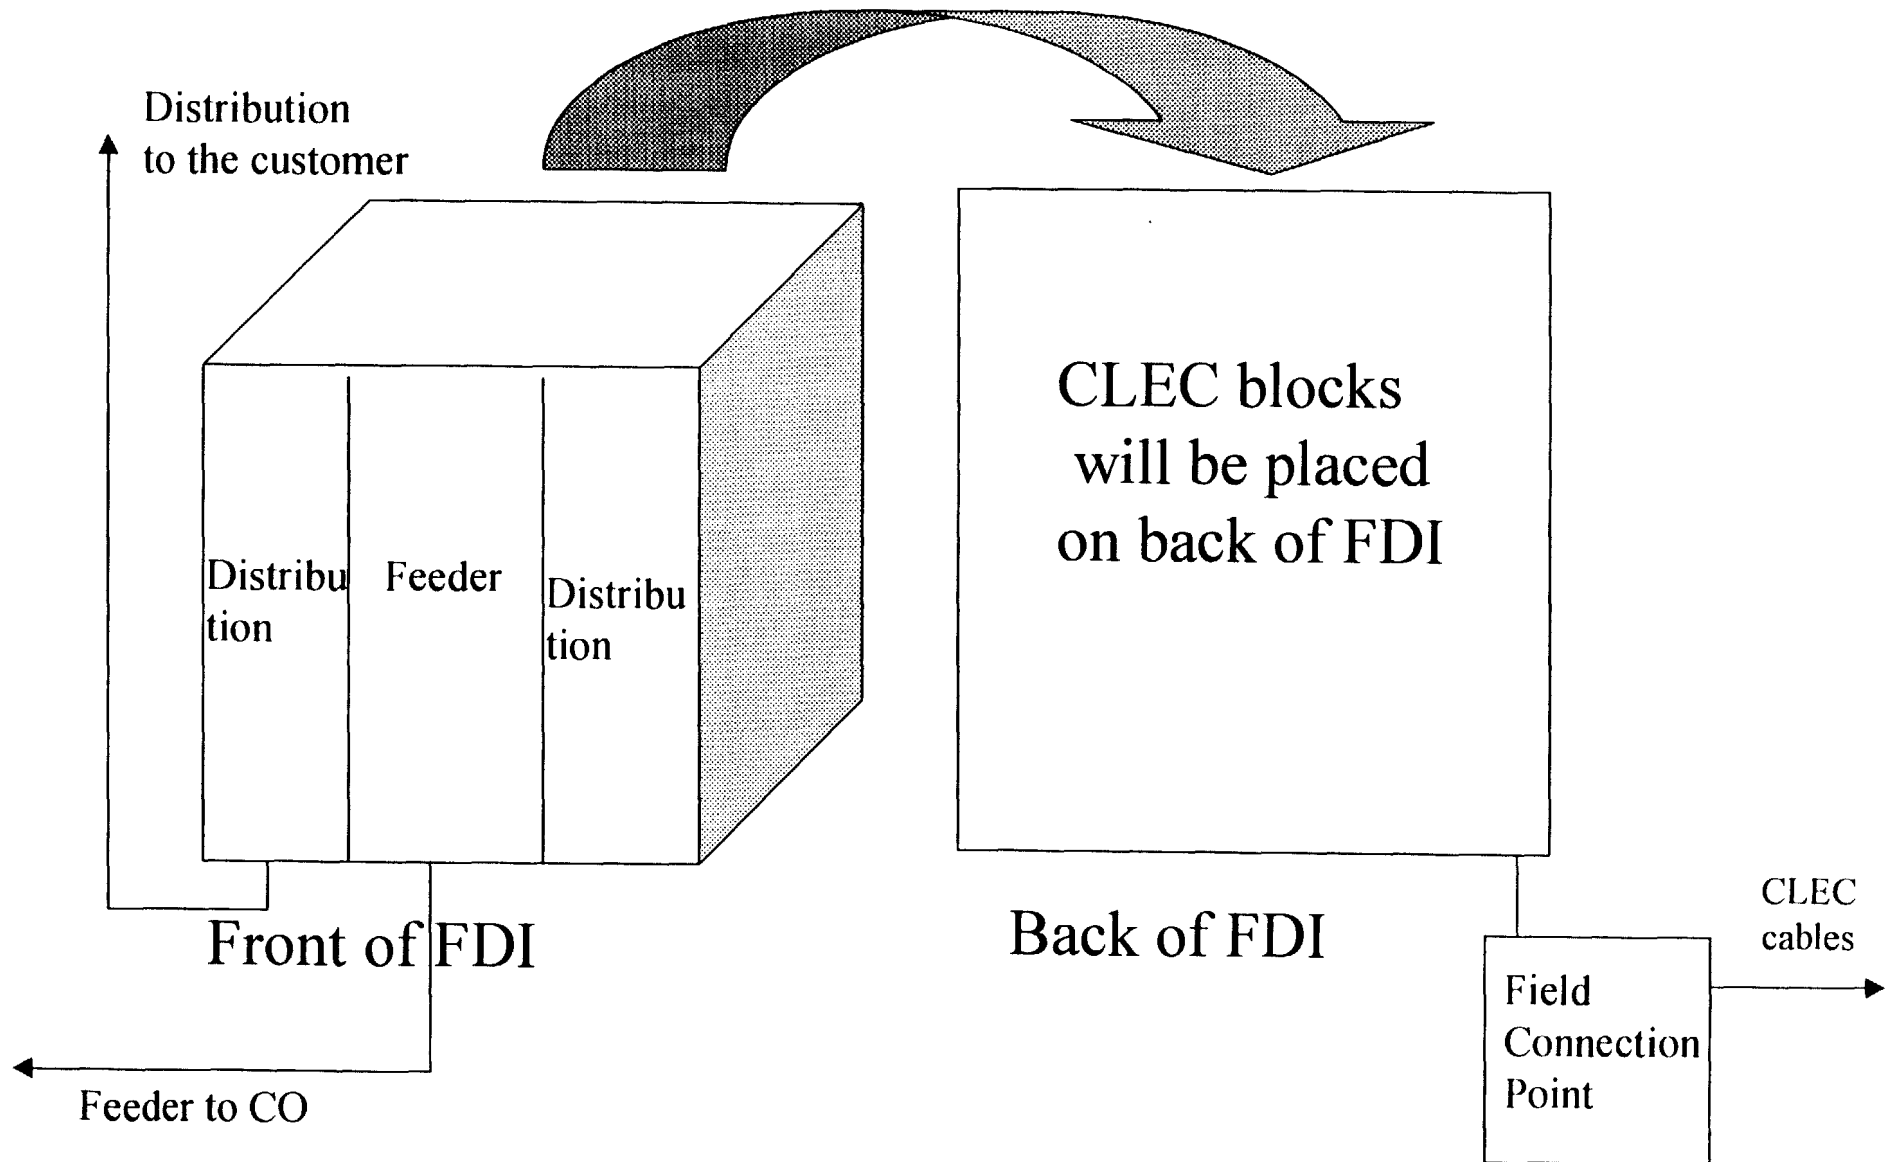 Distribution
to the customer
Distribu
tion
Feeder
Distribu
tion
Front of FDI
Feeder to CO
CLEC blocks
will be placed
on back of FDI
Back of FDI
CLEC
cables
Field
Connection
Point